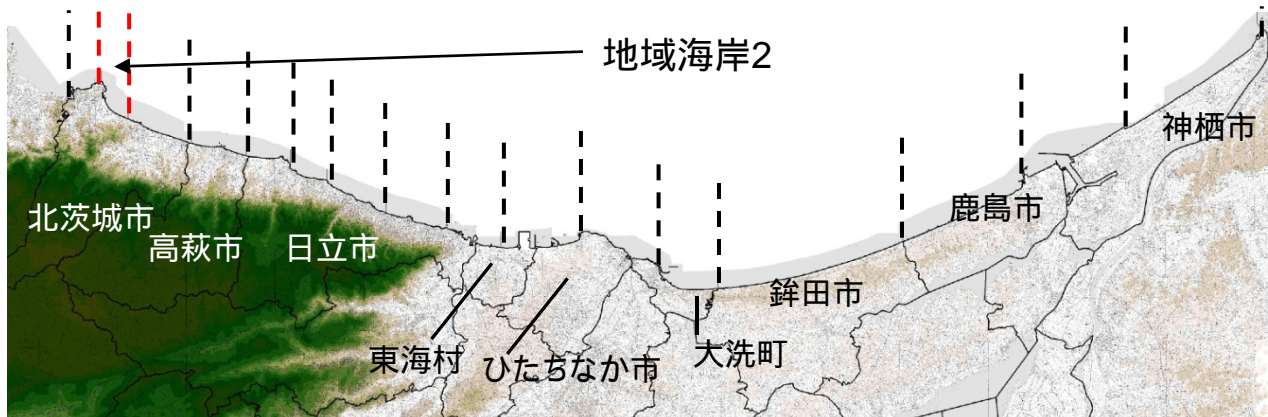 地域海岸2
神栖市
鹿島市
北茨城市
高萩市
日立市
鉾田市
東海村
ひたちなか市
大洗町